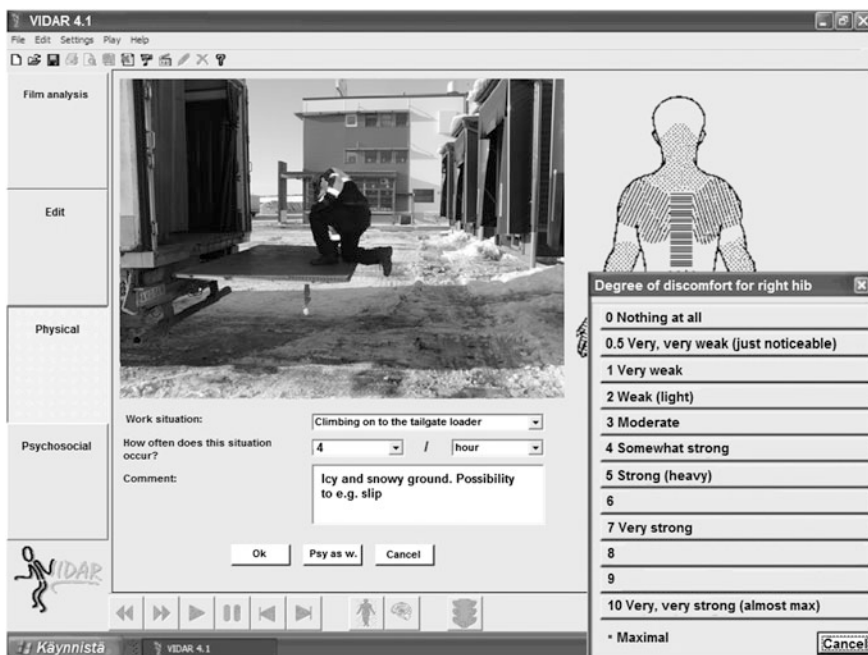 VIDAR 4.1
File Edit Settings Play Help
Film analysis
Edit
Physical
Psychosocial
VIDAR
Work situation:
Climbing on to the tailgate loader
How often does this situation
occur?
4 / hour
Comment:
Icy and snowy ground. Possibility
to e.g. slip
Ok Psy as w. Cancel
Degree of discomfort for right hib
0 Nothing at all
0.5 Very, very weak (just noticeable)
1 Very weak
2 Weak (light)
3 Moderate
4 Somewhat strong
5 Strong (heavy)
6
7 Very strong
8
9
10 Very, very strong (almost max)
• Maximal
Cancel
Käynnistä
VIDAR 4.1